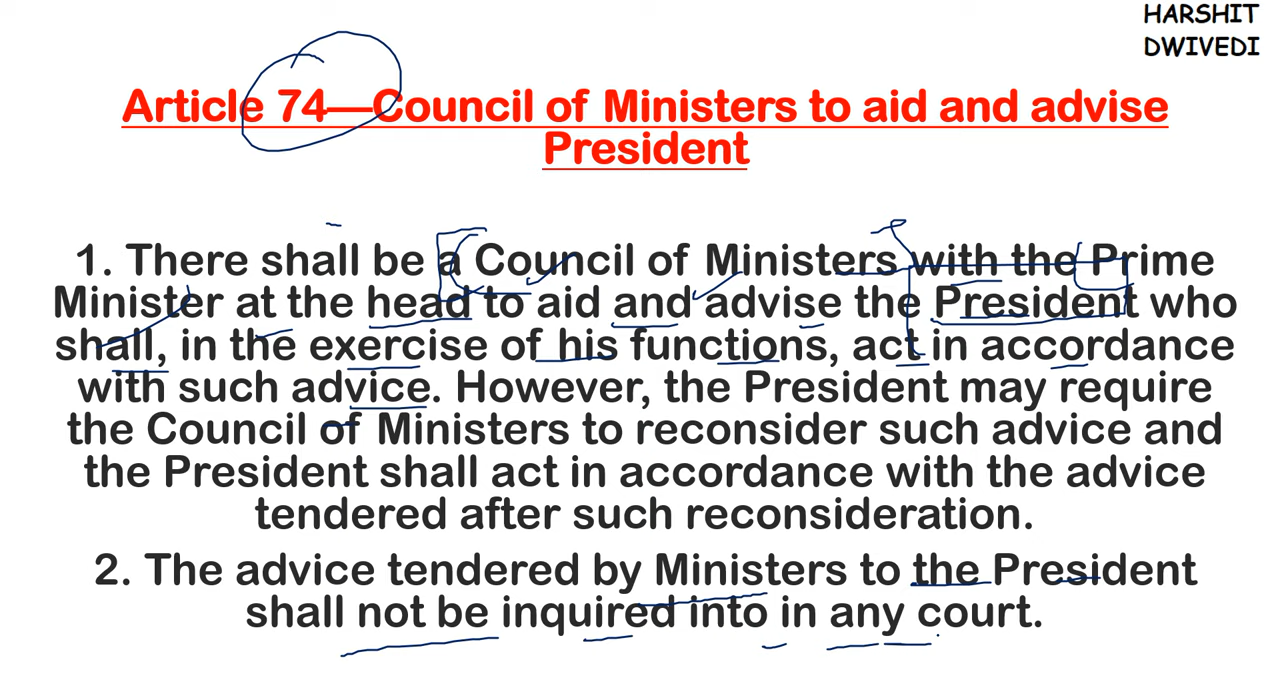 HARSHIT
DWIVEDI
Article 74—Council of Ministers to aid and advise
President
1. There shall be a Council of Ministers with the Prime
Minister at the head to aid and advise the President who
shall, in the exercise of his functions, act in accordance
with such advice. However, the President may require
the Council of Ministers to reconsider such advice and
the President shall act in accordance with the advice
tendered after such reconsideration.
2. The advice tendered by Ministers to the President
shall not be inquired into in any court.